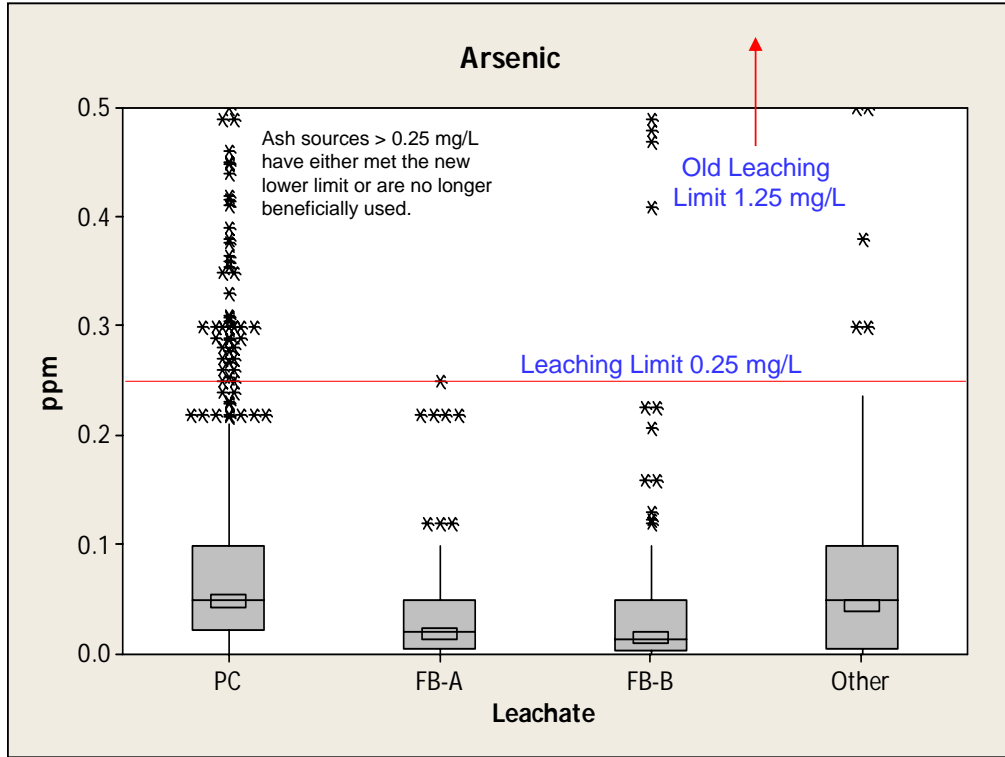 Arsenic
0.5
0.4
0.3
0.2
0.1
0.0
ppm
Ash sources > 0.25 mg/L
have either met the new
lower limit or are no longer
beneficially used.
Old Leaching
Limit 1.25 mg/L
Leaching Limit 0.25 mg/L
PC
FB-A
FB-B
Other
Leachate